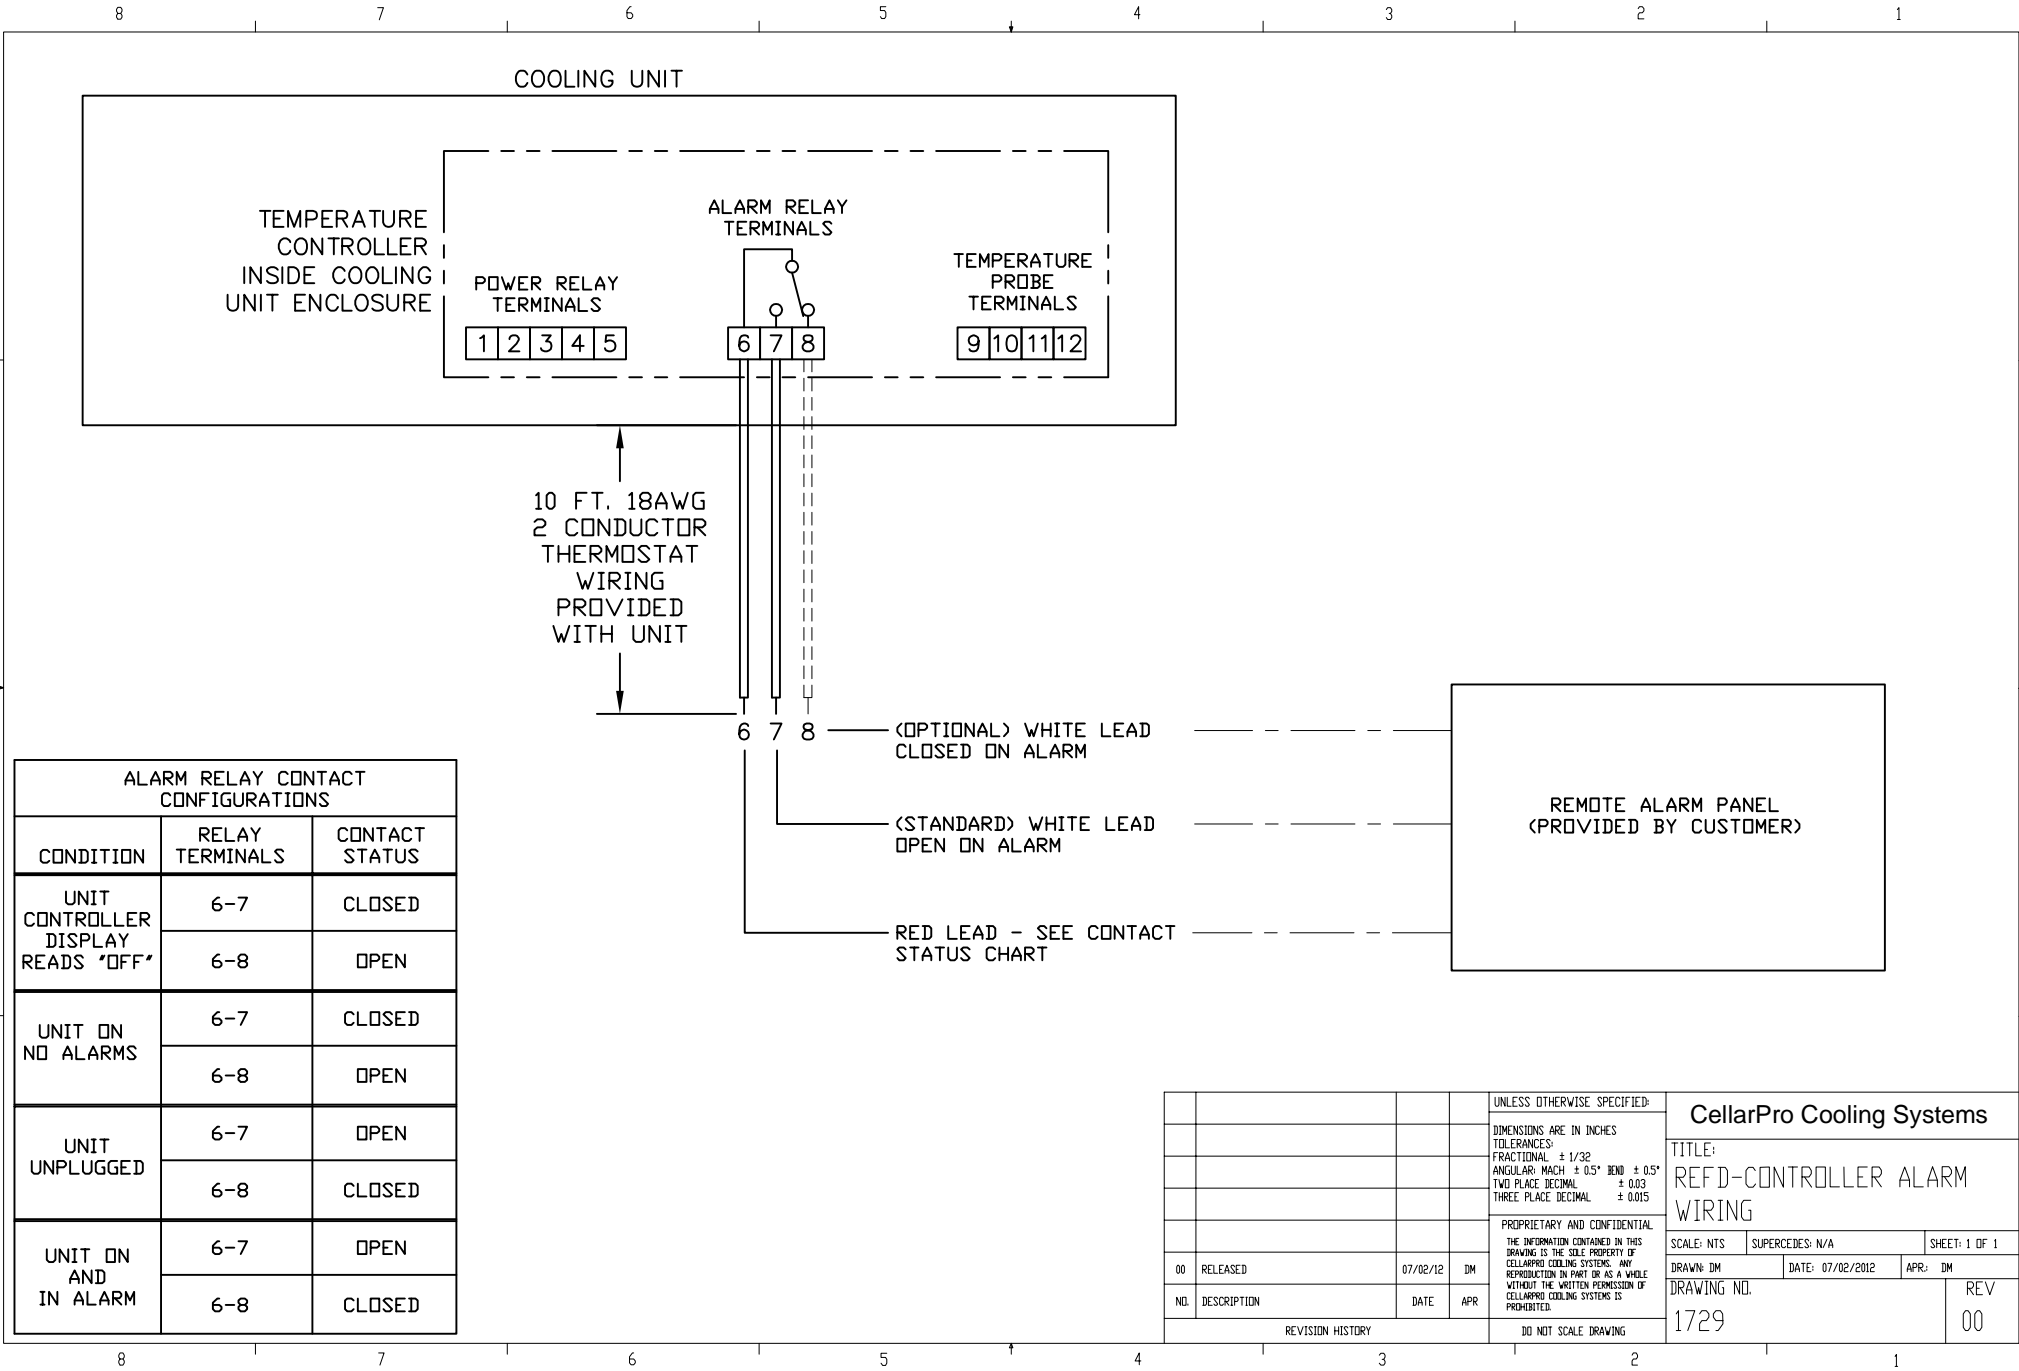 8 7 6 5 4 3 2 1
COOLING UNIT
TEMPERATURE
CONTROLLER
INSIDE COOLING
UNIT ENCLOSURE
POWER RELAY
TERMINALS
1 2 3 4 5
ALARM RELAY
TERMINALS
6 7 8
TEMPERATURE
PROBE
TERMINALS
9 10 11 12
10 FT. 18AWG
2 CONDUCTOR
THERMOSTAT
WIRING
PROVIDED
WITH UNIT
6 7 8
(OPTIONAL) WHITE LEAD
CLOSED ON ALARM
(STANDARD) WHITE LEAD
OPEN ON ALARM
RED LEAD - SEE CONTACT
STATUS CHART
REMOTE ALARM PANEL
(PROVIDED BY CUSTOMER)
ALARM RELAY CONTACT
CONFIGURATIONS
CONDITION
RELAY
TERMINALS
CONTACT
STATUS
UNIT
CONTROLLER
DISPLAY
READS "OFF"
6-7 CLOSED
6-8 OPEN
UNIT ON
NO ALARMS
6-7 CLOSED
6-8 OPEN
UNIT
UNPLUGGED
6-7 OPEN
6-8 CLOSED
UNIT ON
AND
IN ALARM
6-7 OPEN
6-8 CLOSED
00 RELEASED 07/02/12 DM
NO. DESCRIPTION DATE APR
REVISION HISTORY
UNLESS OTHERWISE SPECIFIED:
DIMENSIONS ARE IN INCHES
TOLERANCES:
FRACTIONAL ± 1/32
ANGULAR: MACH ± 0.5° BEND ± 0.5°
TWO PLACE DECIMAL ± 0.03
THREE PLACE DECIMAL ± 0.015
PROPRIETARY AND CONFIDENTIAL
THE INFORMATION CONTAINED IN THIS
DRAWING IS THE SOLE PROPERTY OF
CELLARPRO COOLING SYSTEMS. ANY
REPRODUCTION IN PART OR AS A WHOLE
WITHOUT THE WRITTEN PERMISSION OF
CELLARPRO COOLING SYSTEMS IS
PROHIBITED.
DO NOT SCALE DRAWING
CellarPro Cooling Systems
TITLE:
REFD-CONTROLLER ALARM
WIRING
SCALE: NTS SUPERCEDES: N/A SHEET: 1 OF 1
DRAWN: DM DATE: 07/02/2012 APR.: DM
DRAWING NO. REV
1729 00
8 7 6 5 4 3 2 1